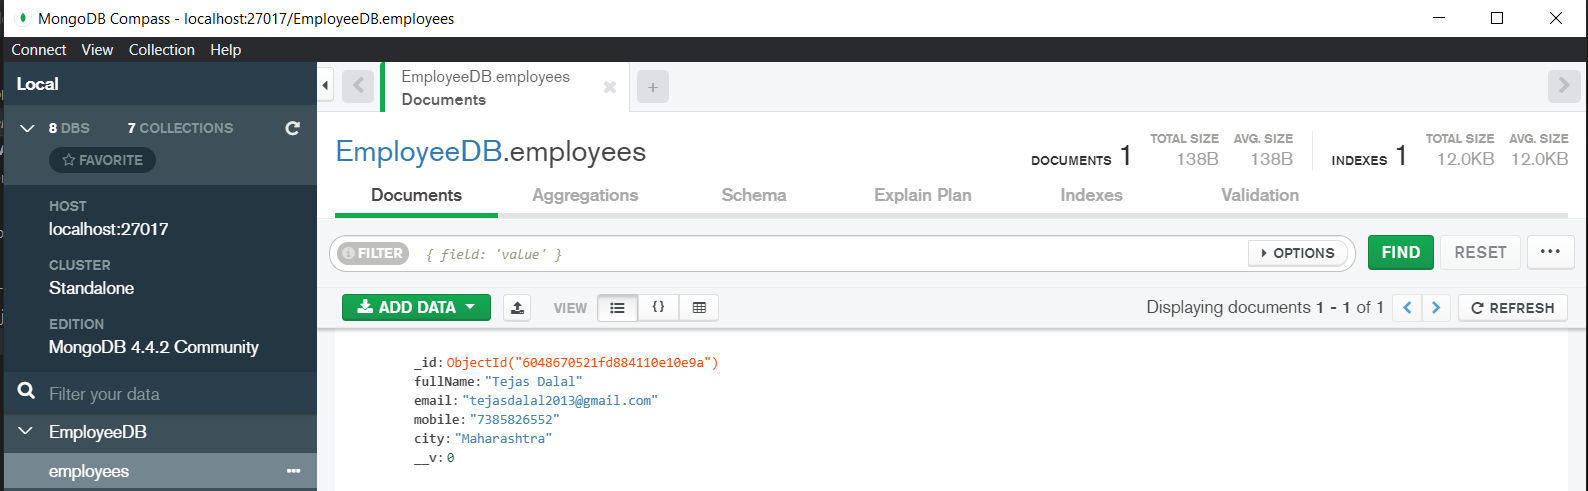 MongoDB Compass - localhost:27017/EmployeeDB.employees
Connect View Collection Help
Local
8 DBS 7 COLLECTIONS
FAVORITE
HOST
localhost:27017
CLUSTER
Standalone
EDITION
MongoDB 4.4.2 Community
Filter your data
EmployeeDB
employees
EmployeeDB.employees
Documents
EmployeeDB.employees
DOCUMENTS 1 TOTAL SIZE 138B AVG. SIZE 138B INDEXES 1 TOTAL SIZE 12.0KB AVG. SIZE 12.0KB
Documents Aggregations Schema Explain Plan Indexes Validation
FILTER { field: 'value' } OPTIONS FIND RESET
ADD DATA VIEW {} Displaying documents 1 - 1 of 1 REFRESH
_id: ObjectId("6048670521fd884110e10e9a")
fullName: "Tejas Dalal"
email: "tejasdalal2013@gmail.com"
mobile: "7385826552"
city: "Maharashtra"
__v: 0